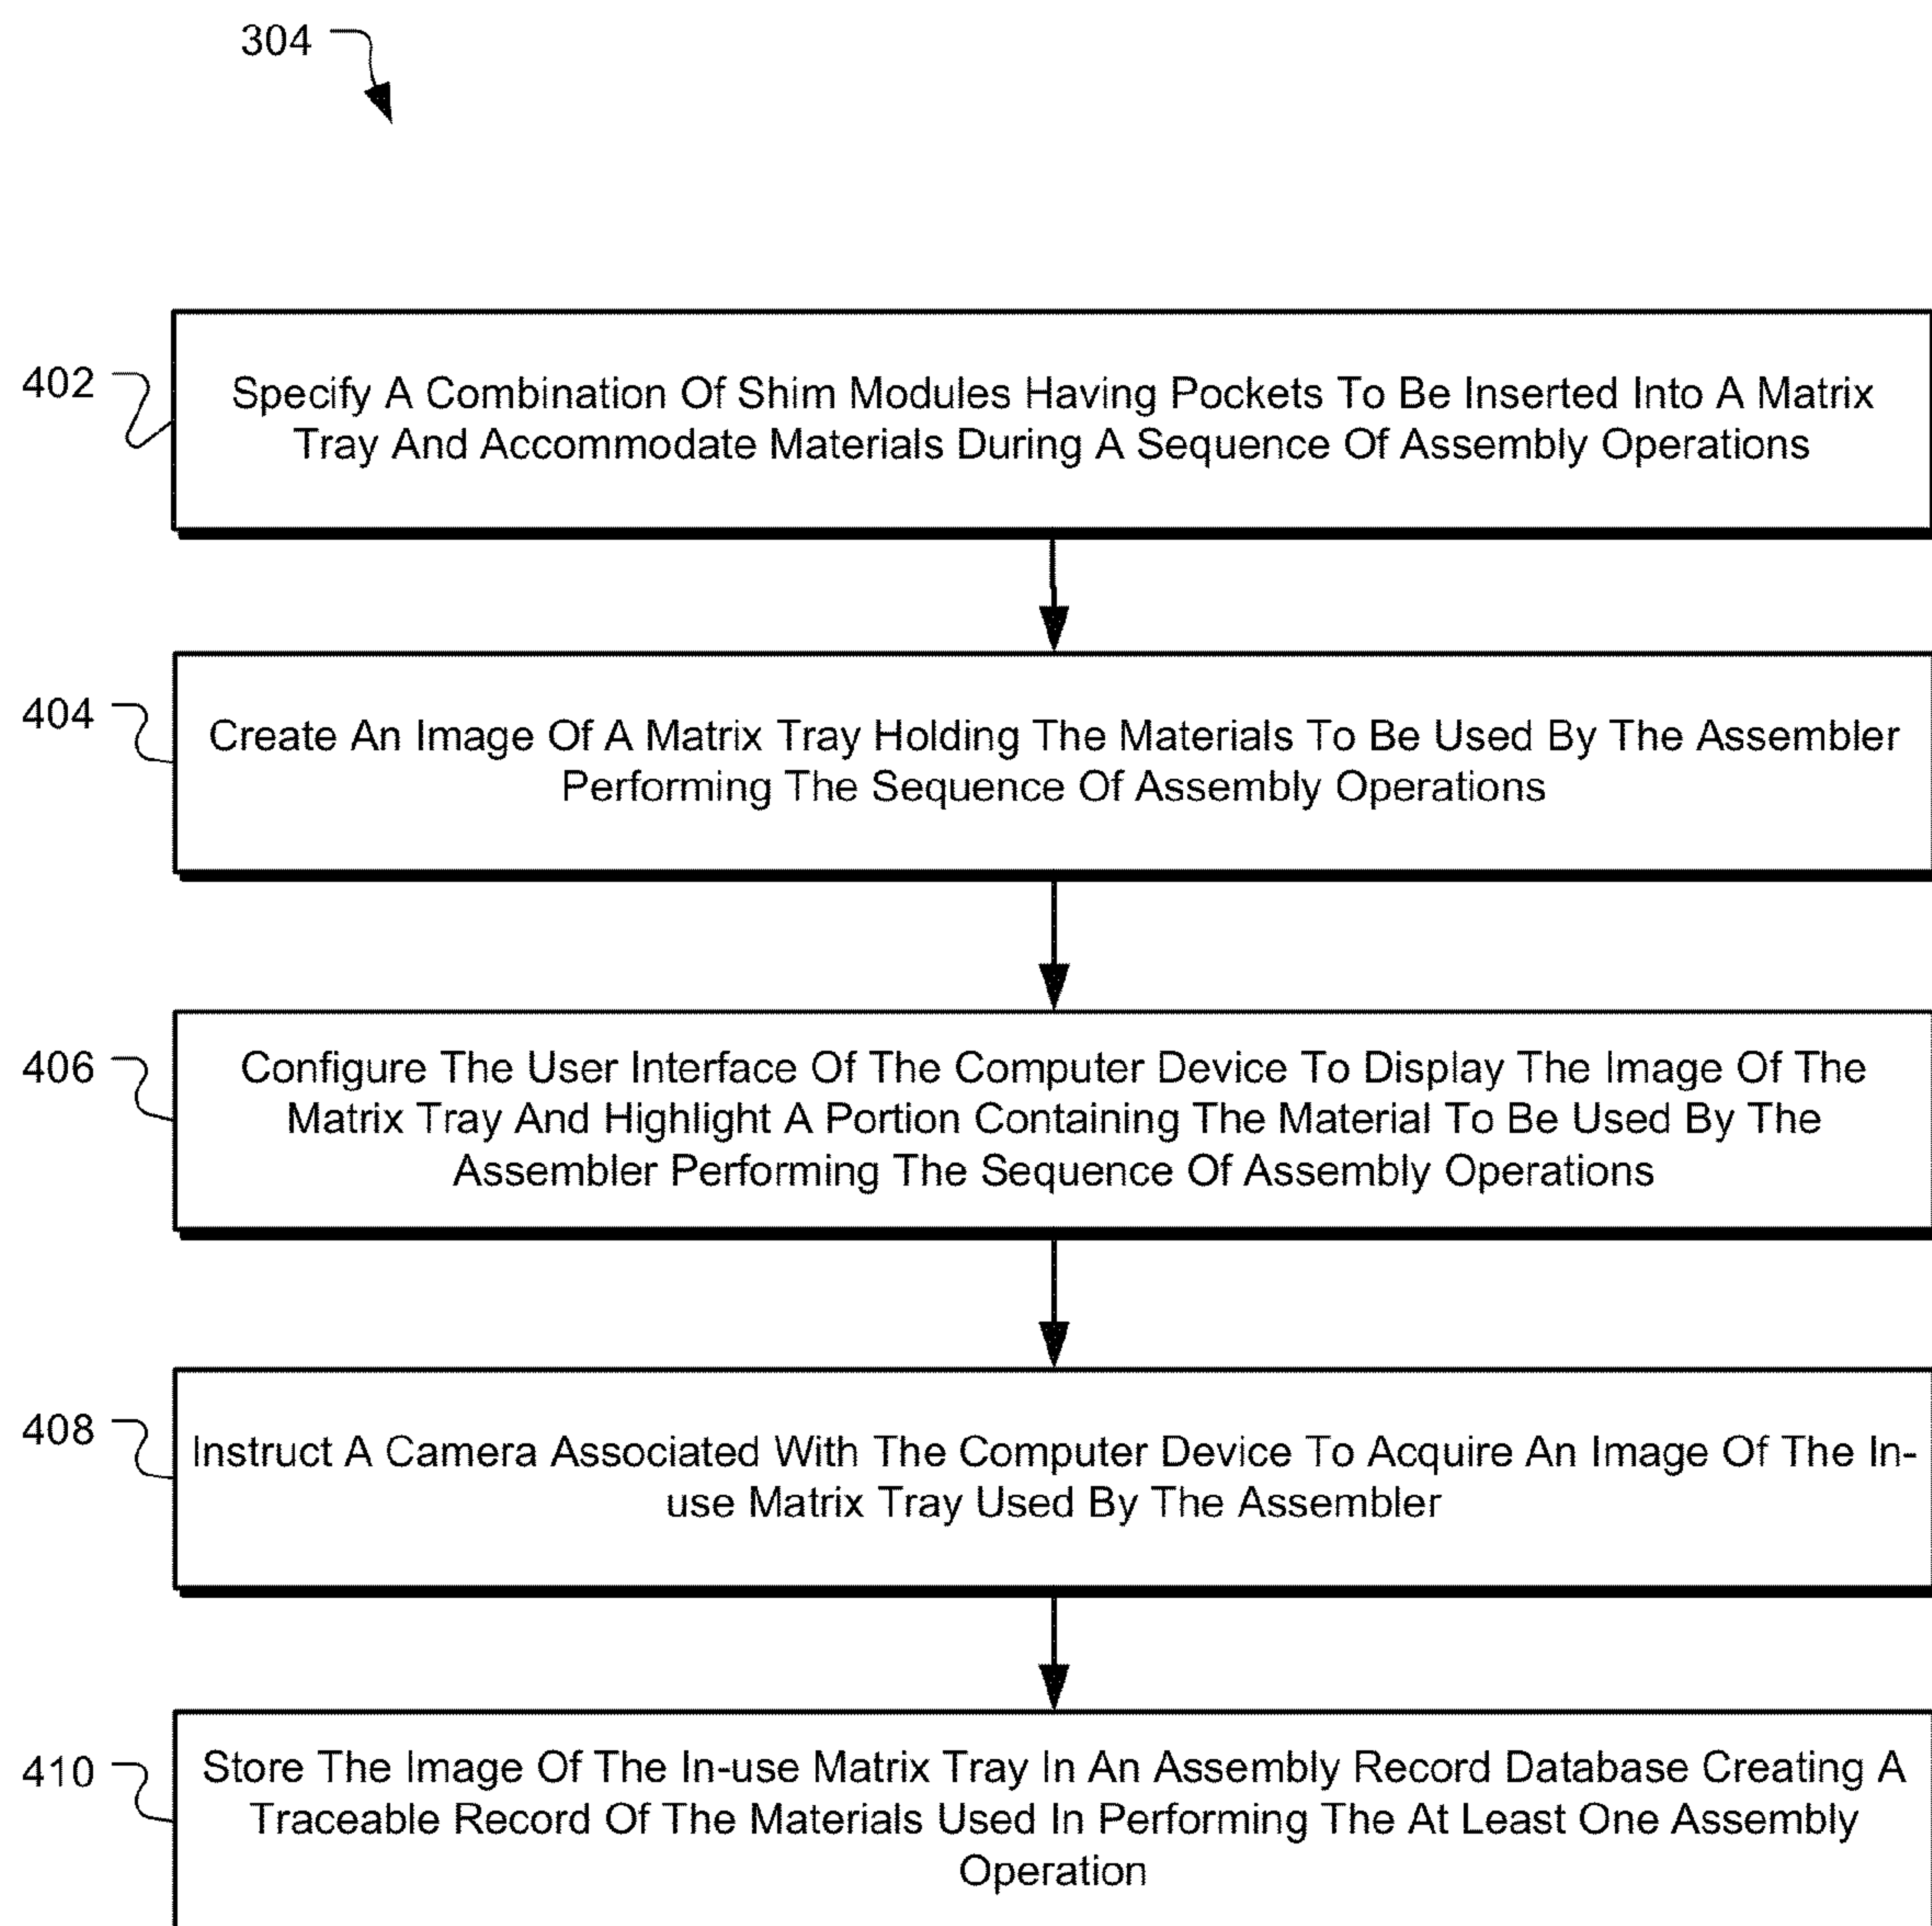 304
402
Specify A Combination Of Shim Modules Having Pockets To Be Inserted Into A Matrix
Tray And Accommodate Materials During A Sequence Of Assembly Operations
404
Create An Image Of A Matrix Tray Holding The Materials To Be Used By The Assembler
Performing The Sequence Of Assembly Operations
406
Configure The User Interface Of The Computer Device To Display The Image Of The
Matrix Tray And Highlight A Portion Containing The Material To Be Used By The
Assembler Performing The Sequence Of Assembly Operations
408
Instruct A Camera Associated With The Computer Device To Acquire An Image Of The In-
use Matrix Tray Used By The Assembler
410
Store The Image Of The In-use Matrix Tray In An Assembly Record Database Creating A
Traceable Record Of The Materials Used In Performing The At Least One Assembly
Operation